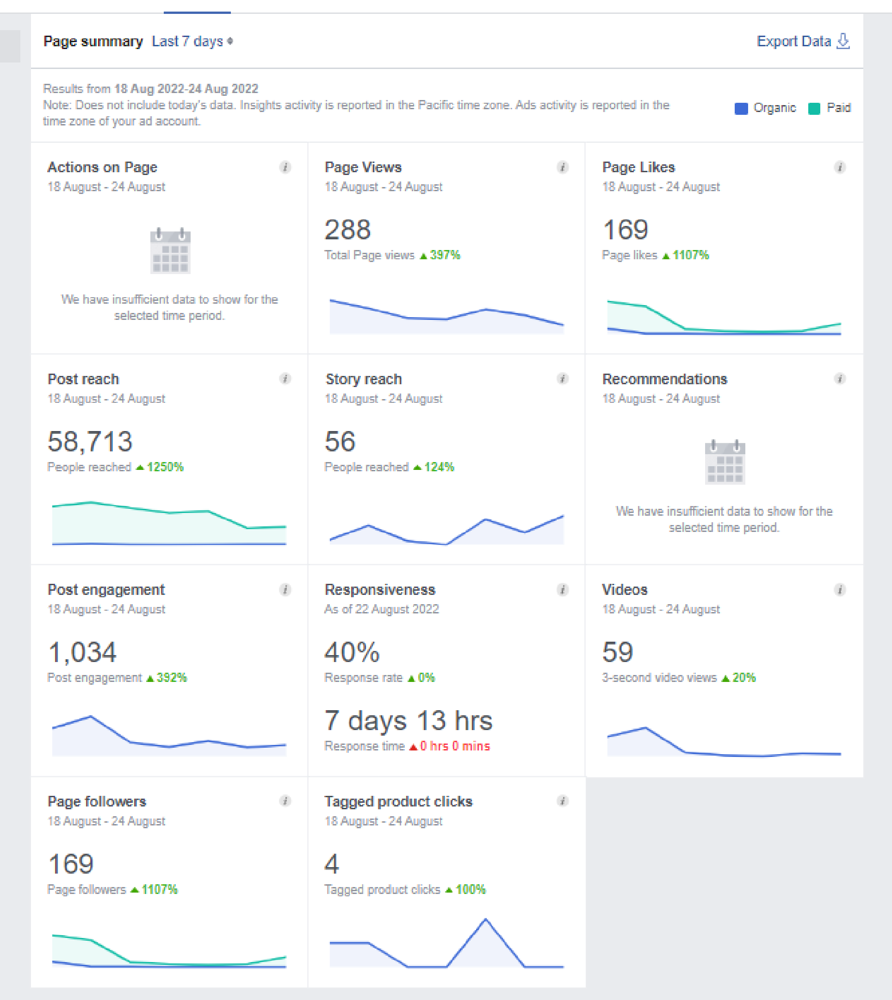 Page summary Last 7 days
Export Data
Results from 18 Aug 2022-24 Aug 2022
Note: Does not include today's data. Insights activity is reported in the Pacific time zone. Ads activity is reported in the
time zone of your ad account.
Organic Paid
Actions on Page
18 August - 24 August
We have insufficient data to show for the
selected time period.
Page Views
18 August - 24 August
288
Total Page views 397%
Page Likes
18 August - 24 August
169
Page likes 1107%
Post reach
18 August - 24 August
58,713
People reached 1250%
Story reach
18 August - 24 August
56
People reached 124%
Recommendations
18 August - 24 August
We have insufficient data to show for the
selected time period.
Post engagement
18 August - 24 August
1,034
Post engagement 392%
Responsiveness
As of 22 August 2022
40%
Response rate 0%
7 days 13 hrs
Response time 0 hrs 0 mins
Videos
18 August - 24 August
59
3-second video views 20%
Page followers
18 August - 24 August
169
Page followers 1107%
Tagged product clicks
18 August - 24 August
4
Tagged product clicks 100%